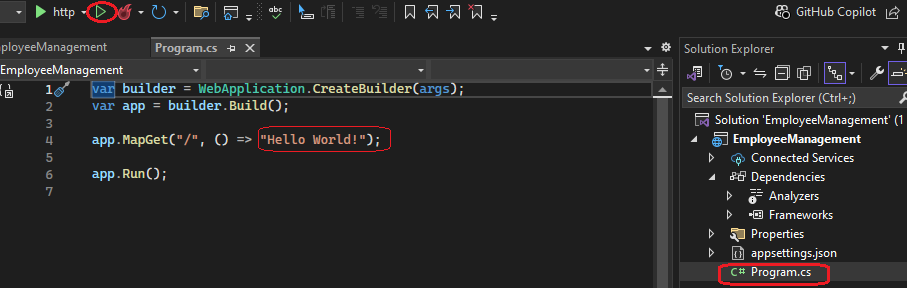 http
GitHub Copilot
EmployeeManagement
Program.cs
Solution Explorer
EmployeeManagement
Search Solution Explorer (Ctrl+;)
1 var builder = WebApplication.CreateBuilder(args);
2 var app = builder.Build();
3
4 app.MapGet("/", () => "Hello World!");
5
6 app.Run();
7
Solution 'EmployeeManagement' (1
EmployeeManagement
Connected Services
Dependencies
Analyzers
Frameworks
Properties
appsettings.json
C# Program.cs